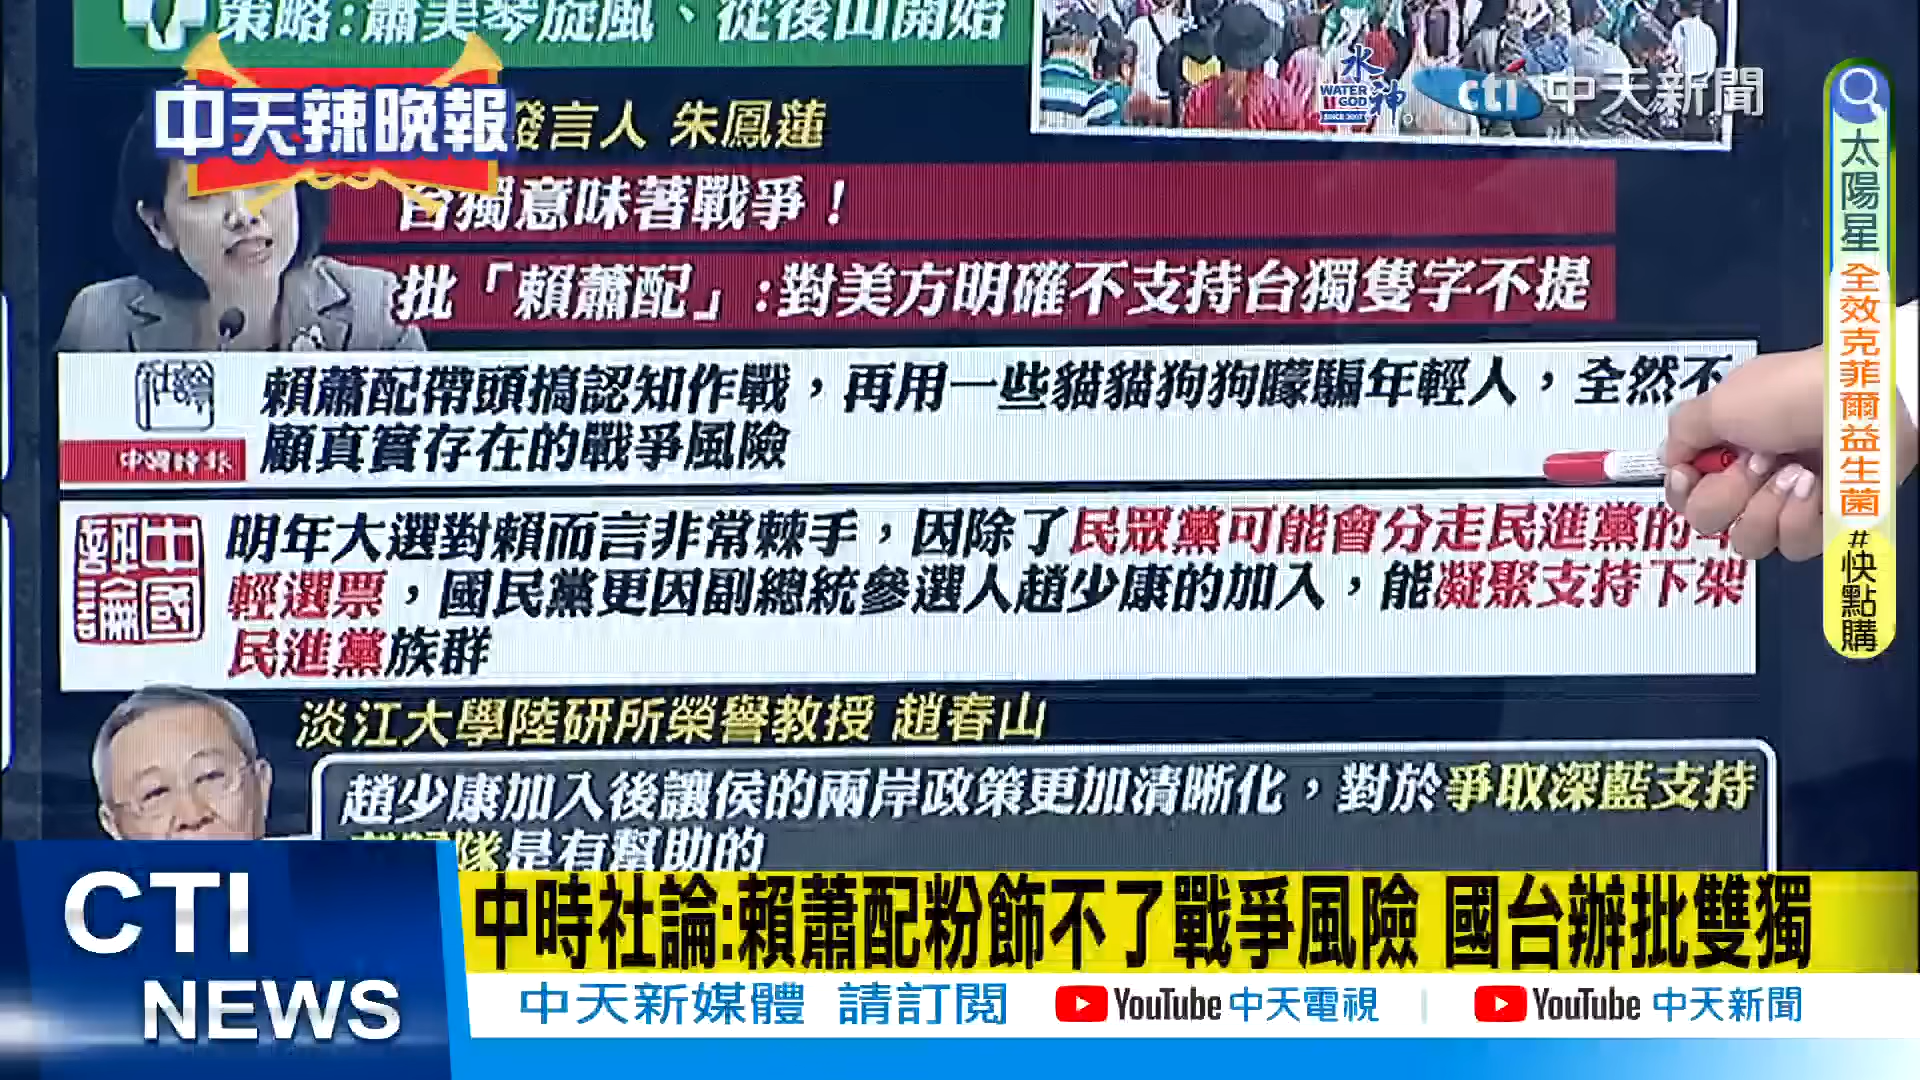 策略:蕭美琴旋風、從後山開始
中天辣晚報
發言人 朱鳳蓮
水神
WATER GOD
SINCE 2007
cti 中天新聞
台獨意味著戰爭！
批「賴蕭配」:對美方明確不支持台獨隻字不提
社論
中國時報
賴蕭配帶頭搞認知作戰，再用一些貓貓狗狗矇騙年輕人，全然不
顧真實存在的戰爭風險
中國評論
明年大選對賴而言非常棘手，因除了民眾黨可能會分走民進黨的年
輕選票，國民黨更因副總統參選人趙少康的加入，能凝聚支持下架
民進黨族群
淡江大學陸研所榮譽教授 趙春山
趙少康加入後讓侯的兩岸政策更加清晰化，對於爭取深藍支持
隊是有幫助的
太陽星 全效克菲爾益生菌 #快點購
CTI NEWS
中時社論:賴蕭配粉飾不了戰爭風險 國台辦批雙獨
中天新媒體 請訂閱 YouTube 中天電視 | YouTube 中天新聞